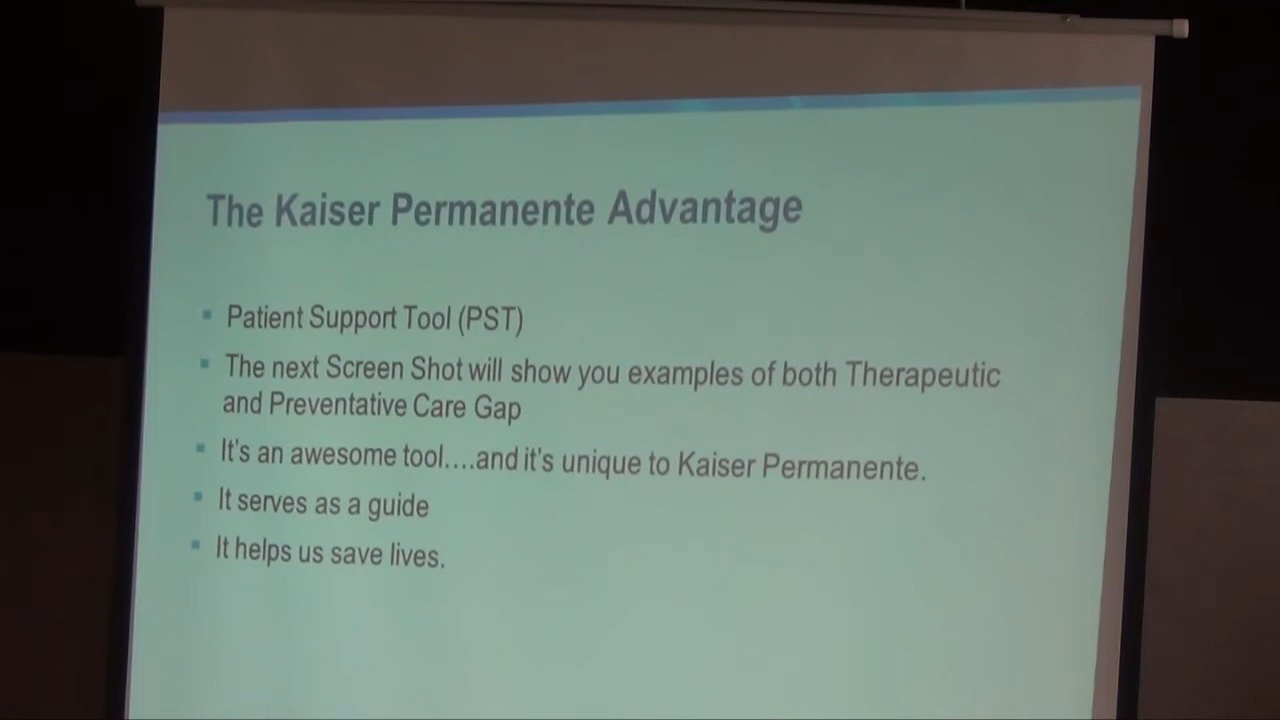 The Kaiser Permanente Advantage
Patient Support Tool (PST)
The next Screen Shot will show you examples of both Therapeutic
and Preventative Care Gap
It's an awesome tool....and it's unique to Kaiser Permanente.
It serves as a guide
It helps us save lives.